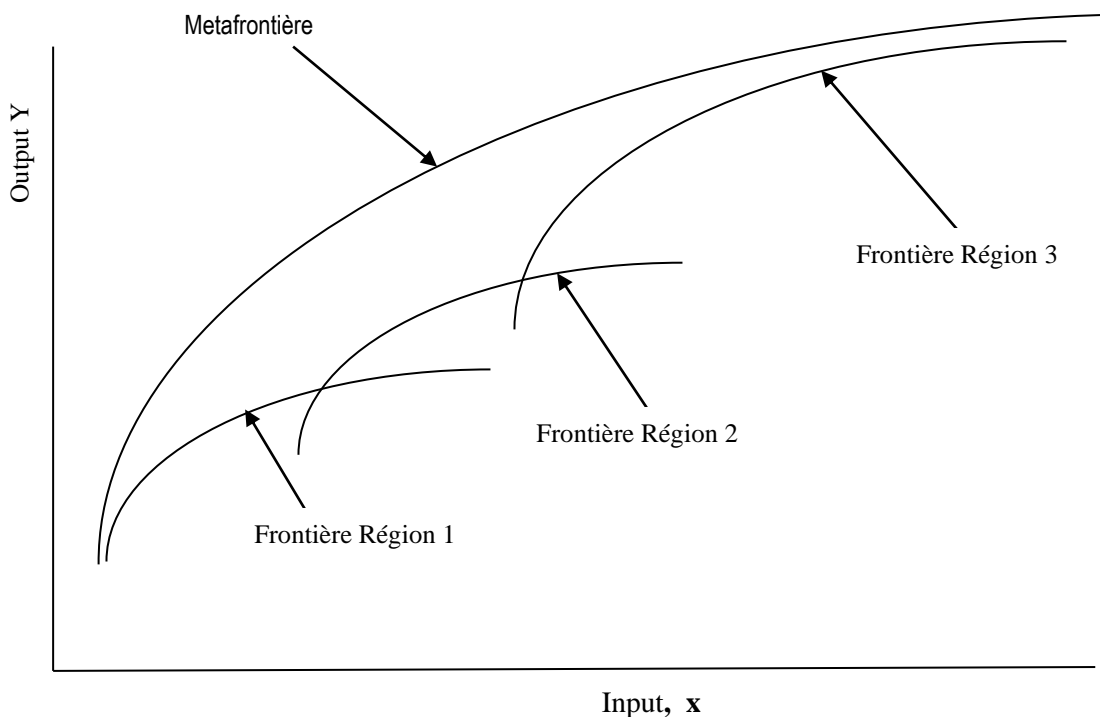 Metafrontière
Output Y
Frontière Région 3
Frontière Région 2
Frontière Région 1
Input, x